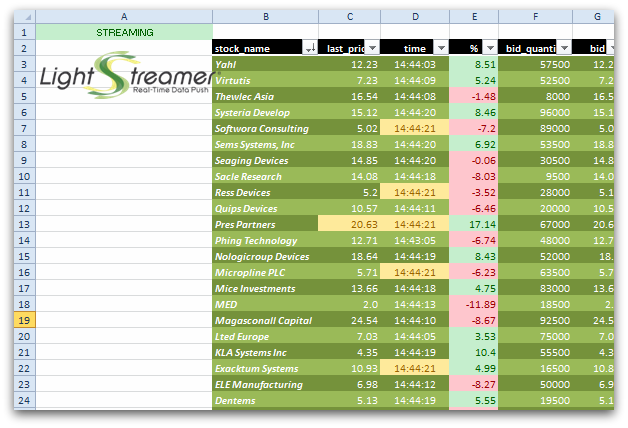 A B C D E F G
1 STREAMING
2 stock_name last_pric time % bid_quanti bid
3 Yahl 12.23 14:44:03 8.51 57500 12.2
4 Virtutis 7.23 14:44:09 5.24 52500 7.2
5 Thewlec Asia 16.54 14:44:08 -1.48 8000 16.5
6 Systeria Develop 15.12 14:44:20 8.46 96000 15.1
7 Softwora Consulting 5.02 14:44:21 -7.2 89000 5.0
8 Sems Systems, Inc 18.83 14:44:20 6.92 53500 18.8
9 Seaging Devices 14.85 14:44:20 -0.06 30500 14.8
10 Socle Research 14.08 14:44:18 -8.03 9500 14.0
11 Ress Devices 5.2 14:44:21 -3.52 28000 5.1
12 Quips Devices 10.57 14:44:11 -6.46 20000 10.5
13 Pres Partners 20.63 14:44:21 17.14 67000 20.6
14 Phing Technology 12.71 14:43:05 -6.74 48000 12.7
15 Nologicroup Devices 18.64 14:44:19 8.43 52000 18.
16 Micropline PLC 5.71 14:44:21 -6.23 63500 5.7
17 Mice Investments 13.66 14:44:18 4.75 83000 13.6
18 MED 2.0 14:44:13 -11.89 18500 2.
19 Magasconall Capital 24.54 14:44:10 -8.67 92500 24.5
20 Lted Europe 7.03 14:44:05 3.53 75000 7.0
21 KLA Systems Inc 4.35 14:44:19 10.4 55500 4.3
22 Exacktum Systems 10.93 14:44:21 4.99 16500 10.8
23 ELE Manufacturing 6.98 14:44:12 -8.27 50000 6.9
24 Dentems 5.13 14:44:19 5.55 19500 5.1
LightStreamer
Real-Time Data Push